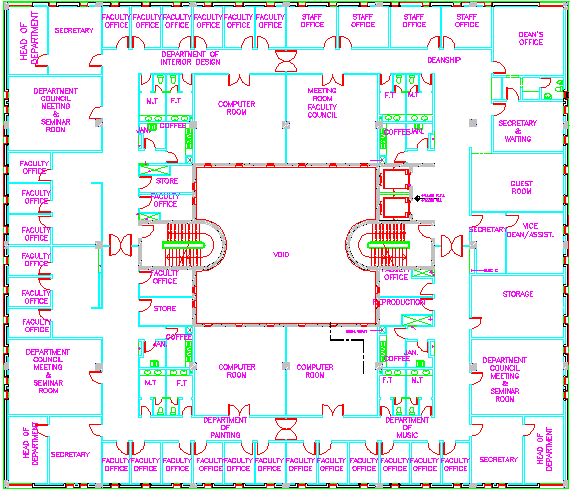 HEAD OF
DEPARTMENT
SECRETARY
FACULTY
OFFICE
FACULTY
OFFICE
FACULTY
OFFICE
FACULTY
OFFICE
FACULTY
OFFICE
STAFF
OFFICE
STAFF
OFFICE
STAFF
OFFICE
STAFF
OFFICE
DEAN'S
OFFICE
DEPARTMENT OF
INTERIOR DESIGN
DEANSHIP
DEPARTMENT
COUNCIL
MEETING
&
SEMINAR
ROOM
M.T
F.T
COMPUTER
ROOM
MEETING
ROOM
FACULTY
COUNCIL
F.T
M.T
JAN.
COFFEE
COFFEE
SECRETARY
&
WAITING
FACULTY
OFFICE
STORE
FACULTY
OFFICE
FACULTY
OFFICE
GUEST
ROOM
FACULTY
OFFICE
SECRETARY
VICE
DEAN/ASSIST.
VOID
FACULTY
OFFICE
FACULTY
OFFICE
FACULTY
OFFICE
FACULTY
OFFICE
STORAGE
STORE
REPRODUCTION
FACULTY
OFFICE
COFFEE
JAN.
DEPARTMENT
COUNCIL
MEETING
&
SEMINAR
ROOM
COMPUTER
ROOM
COMPUTER
ROOM
JAN.
COFFEE
DEPARTMENT
COUNCIL
MEETING
&
SEMINAR
ROOM
M.T
F.T
F.T
M.T
DEPARTMENT
OF
PAINTING
DEPARTMENT
OF
MUSIC
HEAD OF
DEPARTMENT
SECRETARY
FACULTY
OFFICE
FACULTY
OFFICE
FACULTY
OFFICE
FACULTY
OFFICE
FACULTY
OFFICE
FACULTY
OFFICE
FACULTY
OFFICE
FACULTY
OFFICE
FACULTY
OFFICE
FACULTY
OFFICE
FACULTY
OFFICE
FACULTY
OFFICE
SECRETARY
HEAD OF
DEPARTMENT